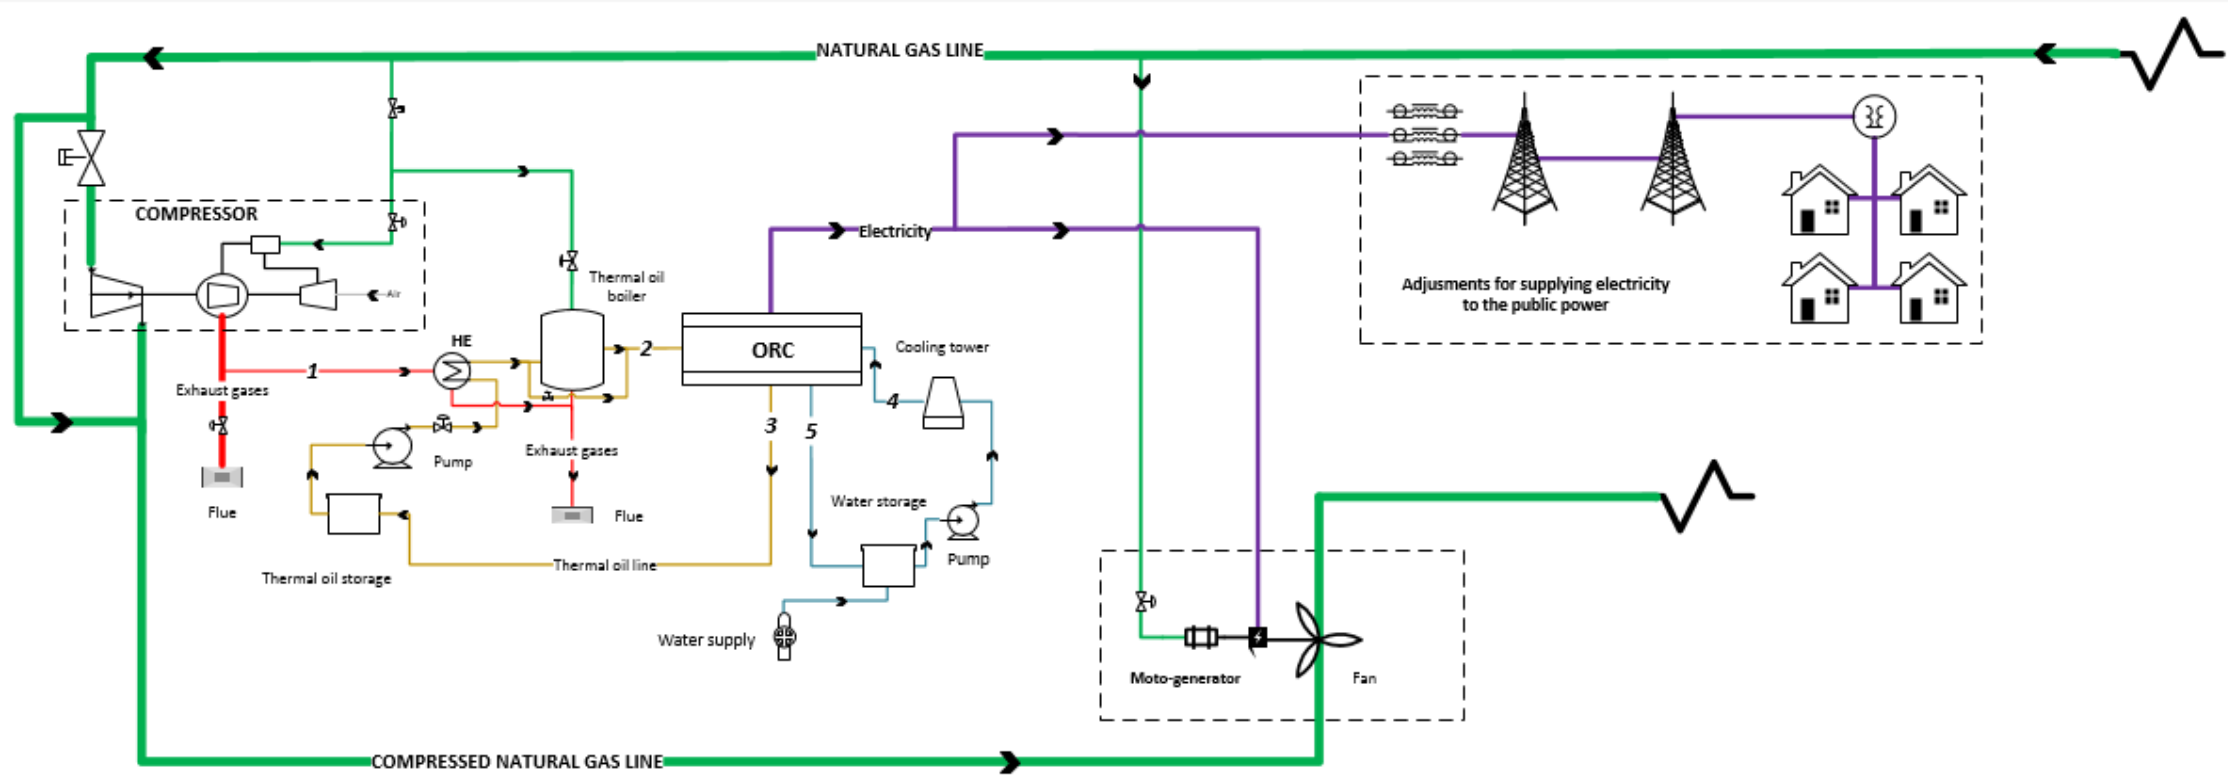 NATURAL GAS LINE
COMPRESSOR
Air
Electricity
Thermal oil
boiler
Adjusments for supplying electricity
to the public power
HE
1
2
ORC
Cooling tower
Exhaust gases
4
3
5
Pump
Exhaust gases
Flue
Flue
Water storage
Pump
Thermal oil line
Thermal oil storage
Water supply
Moto-generator
Fan
COMPRESSED NATURAL GAS LINE